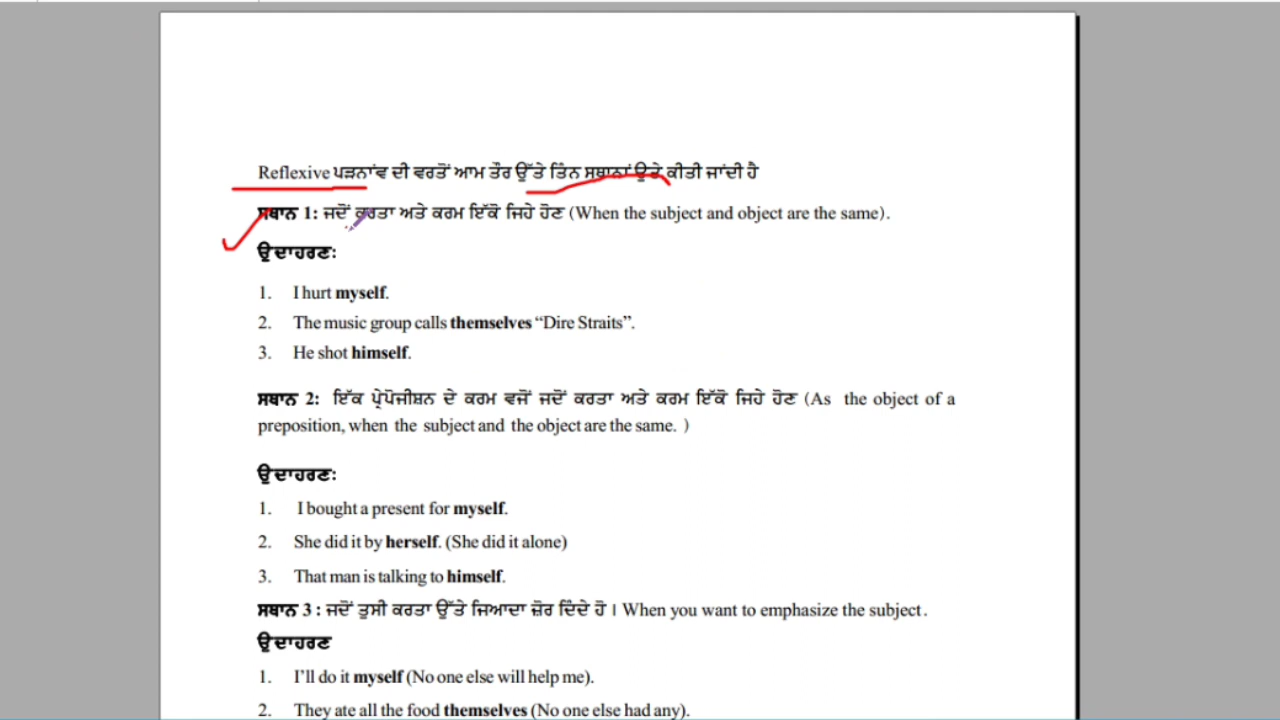 Reflexive ਪੜਨਾਂਵ ਦੀ ਵਰਤੋਂ ਆਮ ਤੌਰ ਉੱਤੇ ਤਿੰਨ ਸਥਾਨਾਂ ਉਤੇ ਕੀਤੀ ਜਾਂਦੀ ਹੈ
ਸਥਾਨ 1: ਜਦੋਂ ਕਰਤਾ ਅਤੇ ਕਰਮ ਇੱਕੋ ਜਿਹੇ ਹੋਣ (When the subject and object are the same).
ਉਦਾਹਰਣ:
1. I hurt myself.
2. The music group calls themselves “Dire Straits”.
3. He shot himself.
ਸਥਾਨ 2: ਇੱਕ ਪ੍ਰੇਪੋਜੀਸ਼ਨ ਦੇ ਕਰਮ ਵਜੋਂ ਜਦੋਂ ਕਰਤਾ ਅਤੇ ਕਰਮ ਇੱਕੋ ਜਿਹੇ ਹੋਣ (As the object of a
preposition, when the subject and the object are the same. )
ਉਦਾਹਰਣ:
1. I bought a present for myself.
2. She did it by herself. (She did it alone)
3. That man is talking to himself.
ਸਥਾਨ 3 : ਜਦੋਂ ਤੁਸੀ ਕਰਤਾ ਉੱਤੇ ਜਿਆਦਾ ਜ਼ੋਰ ਦਿੰਦੇ ਹੋ । When you want to emphasize the subject.
ਉਦਾਹਰਣ
1. I’ll do it myself (No one else will help me).
2. They ate all the food themselves (No one else had any).